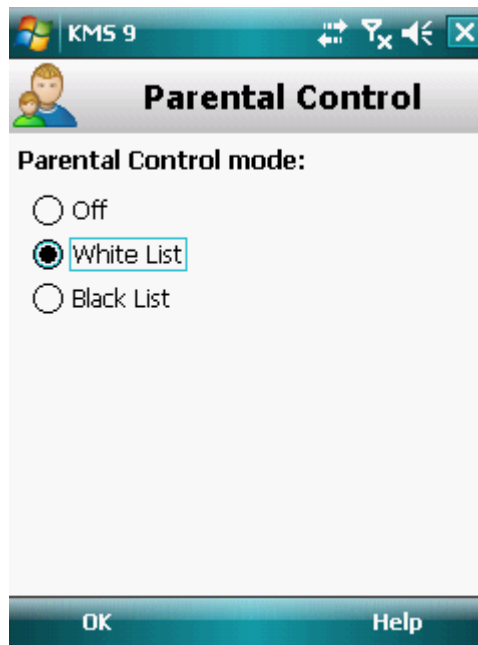 KMS 9
Parental Control
Parental Control mode:
Off
White List
Black List
OK Help